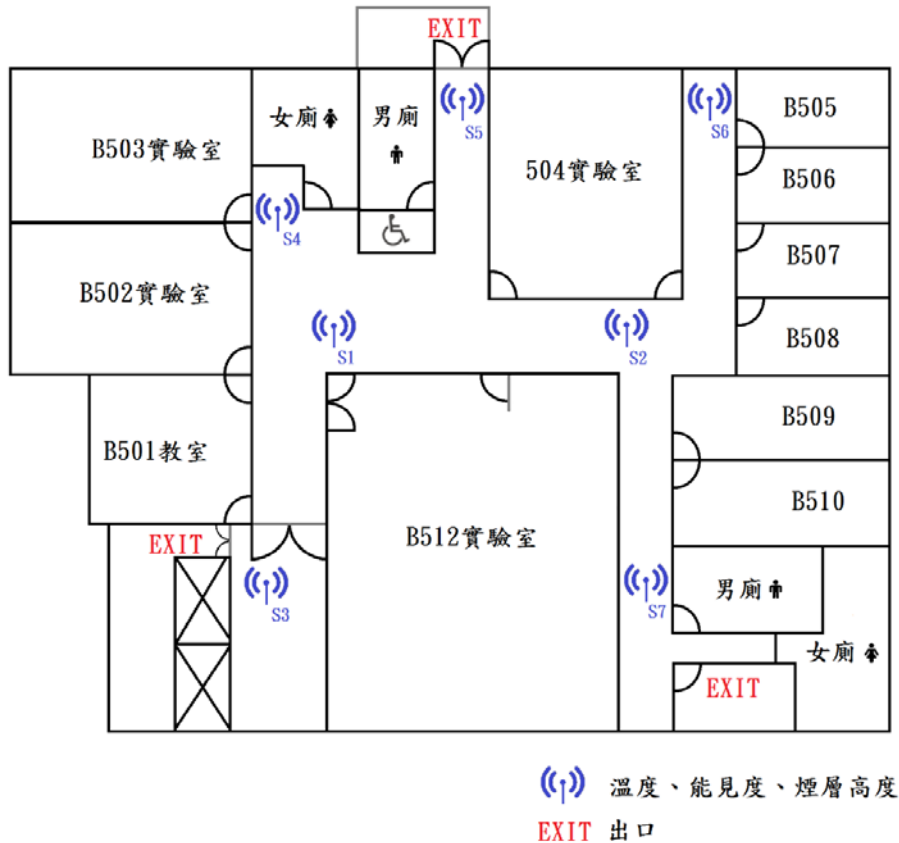 EXIT
女廁
男廁
S5
S6
B505
B503實驗室
504實驗室
B506
S4
B507
B502實驗室
S1
S2
B508
B509
B501教室
B510
B512實驗室
EXIT
S3
S7
男廁
女廁
EXIT
溫度、能見度、煙層高度
EXIT 出口